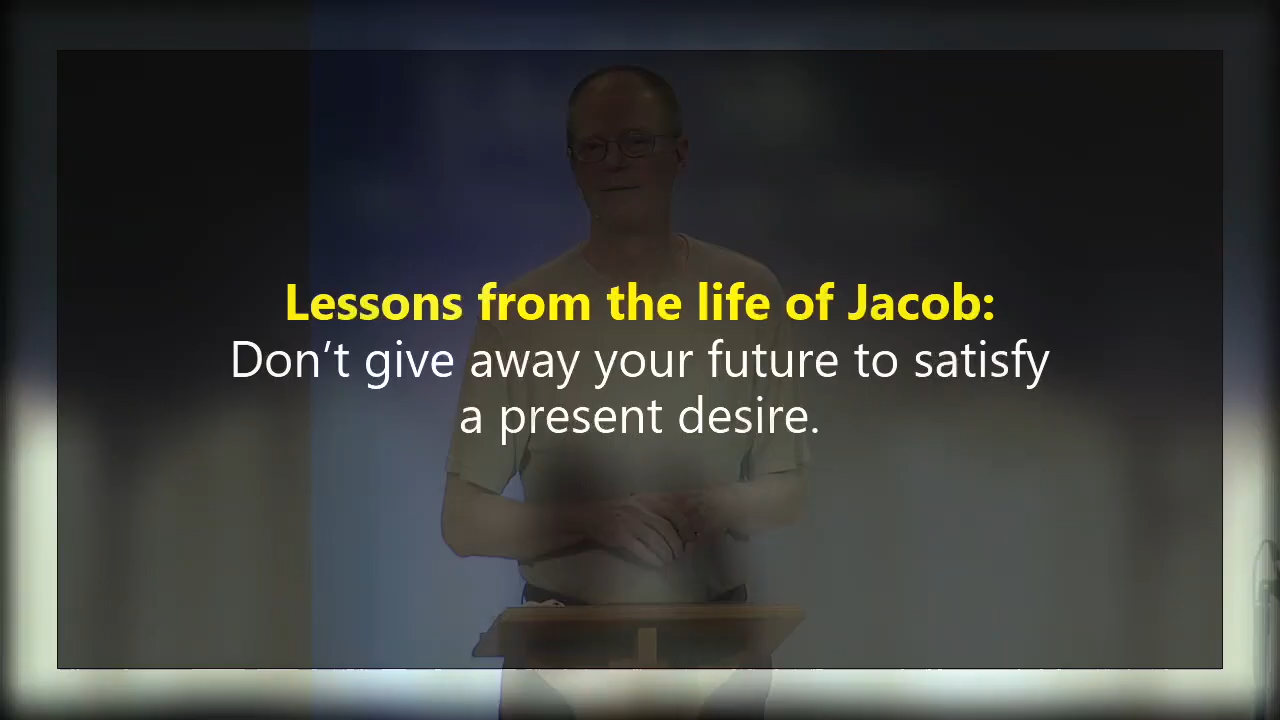 Lessons from the life of Jacob:
Don’t give away your future to satisfy
a present desire.